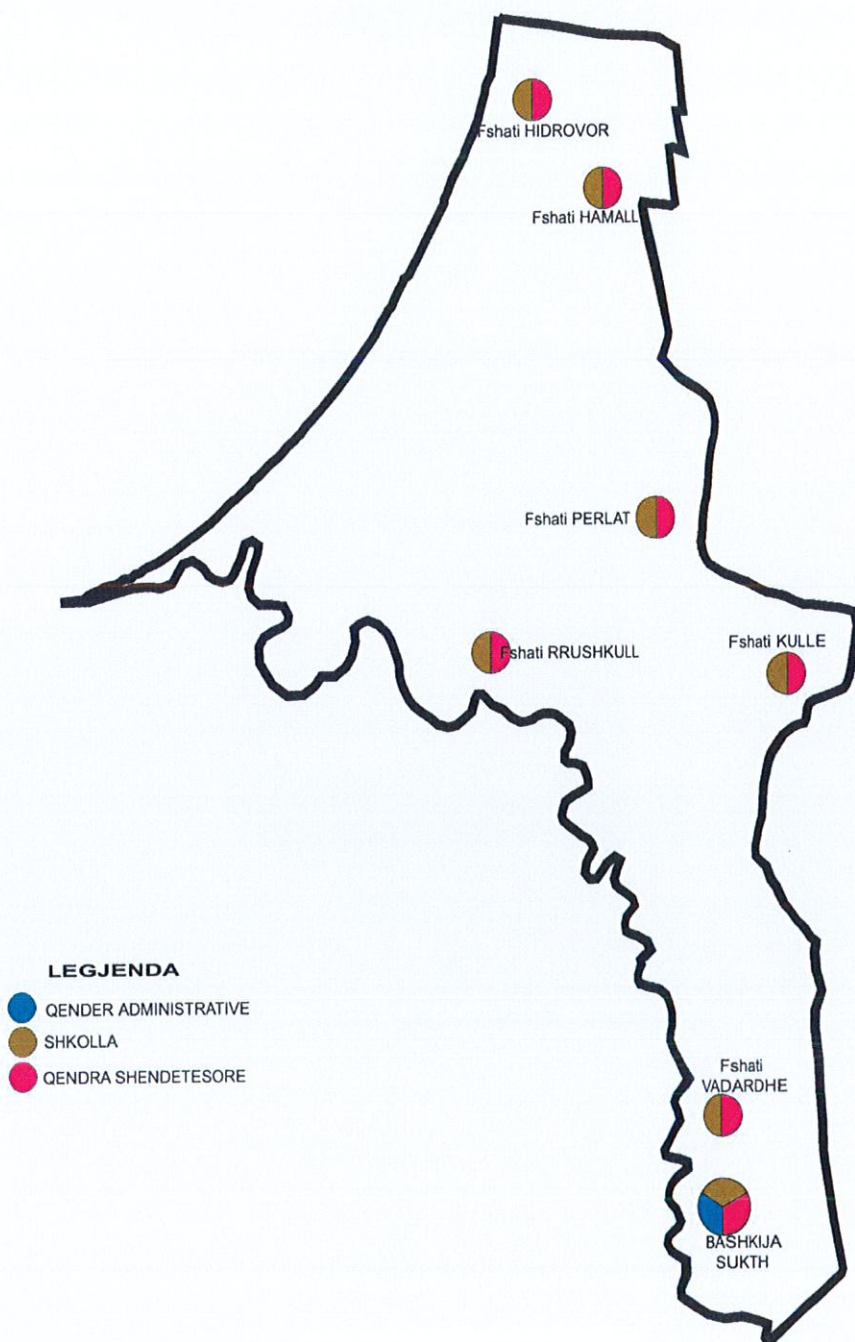 Fshati HIDROVOR
Fshati HAMALL
Fshati PERLAT
Fshati RRUSHKULL
Fshati KULLE
LEGJENDA
QENDER ADMINISTRATIVE
SHKOLLA
QENDRA SHENDETESORE
Fshati
VADARDHE
BASHKIJA
SUKTH